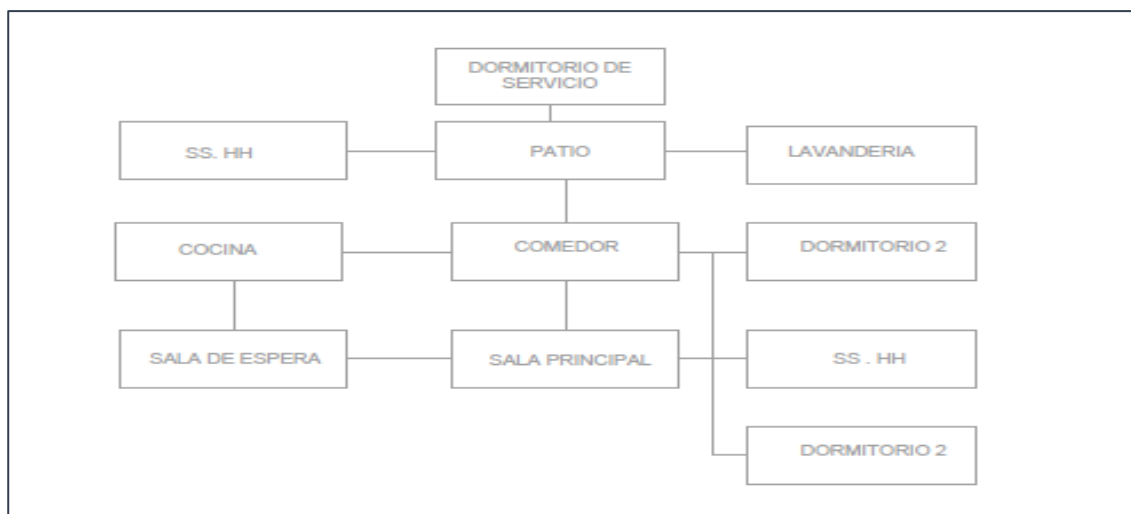 DORMITORIO DE
SERVICIO
SS. HH
PATIO
LAVANDERIA
COCINA
COMEDOR
DORMITORIO 2
SALA DE ESPERA
SALA PRINCIPAL
SS . HH
DORMITORIO 2